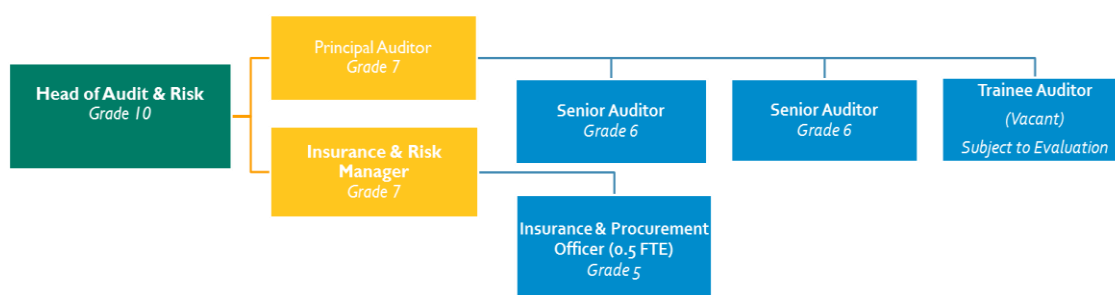 Head of Audit & Risk
Grade 10
Principal Auditor
Grade 7
Senior Auditor
Grade 6
Senior Auditor
Grade 6
Trainee Auditor
(Vacant)
Subject to Evaluation
Insurance & Risk
Manager
Grade 7
Insurance & Procurement
Officer (0.5 FTE)
Grade 5